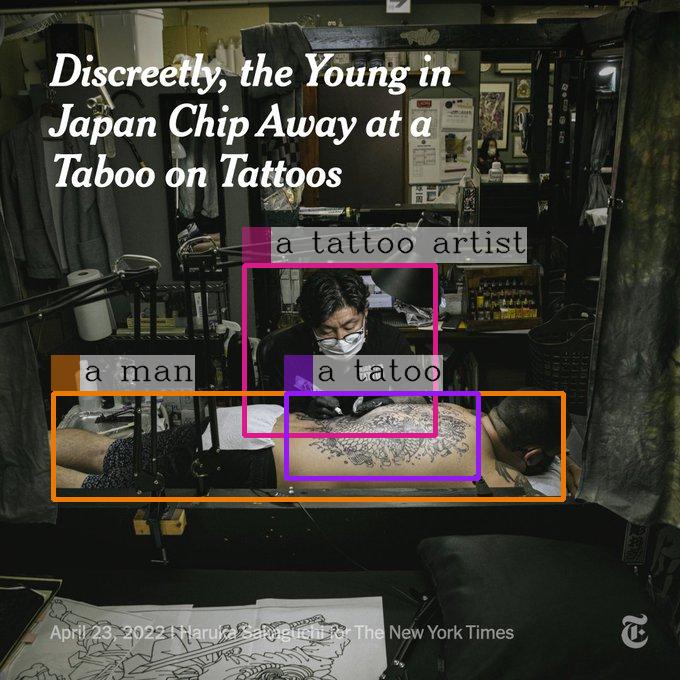 Discreetly, the Young in
Japan Chip Away at a
Taboo on Tattoos
a tattoo artist
a man
a tatoo
April 23, 2022 | Haruka Sakaguchi for The New York Times
T